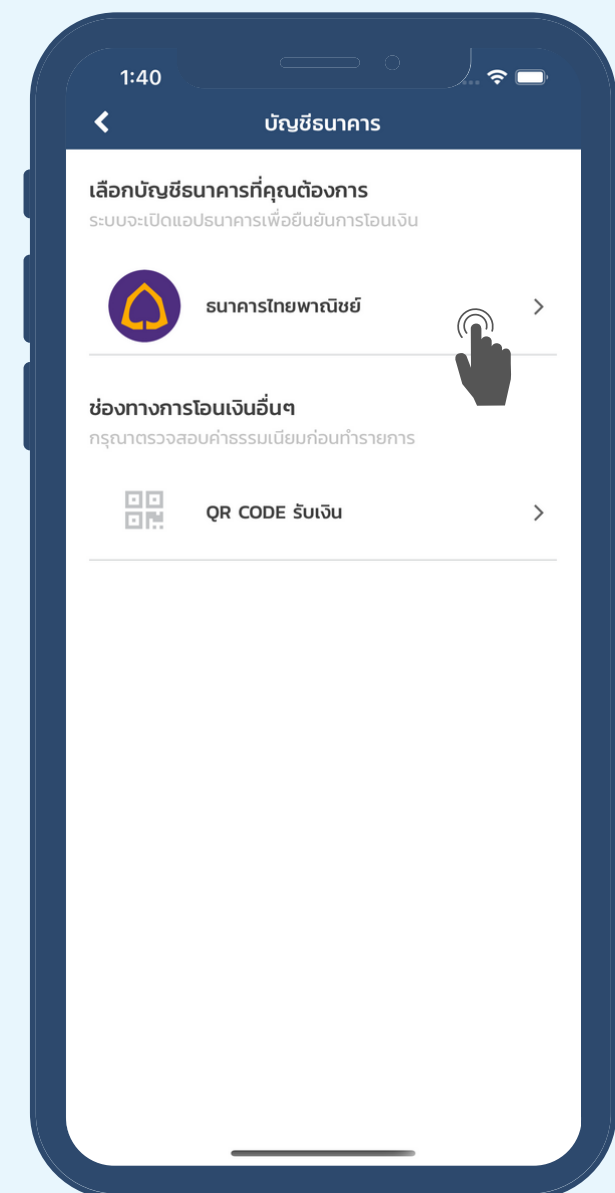 1:40
บัญชีธนาคาร
เลือกบัญชีธนาคารที่คุณต้องการ
ระบบจะเปิดแอปธนาคารเพื่อยืนยันการโอนเงิน
ธนาคารไทยพาณิชย์
ช่องทางการโอนเงินอื่นๆ
กรุณาตรวจสอบค่าธรรมเนียมก่อนทำรายการ
QR CODE รับเงิน